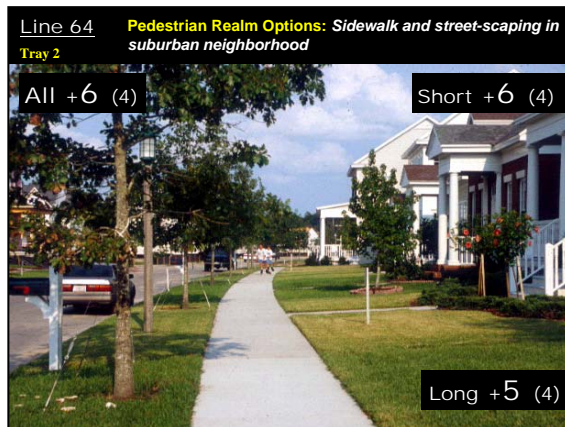 Line 64
Tray 2
Pedestrian Realm Options: Sidewalk and street-scaping in
suburban neighborhood
All +6 (4)
Short +6 (4)
Long +5 (4)